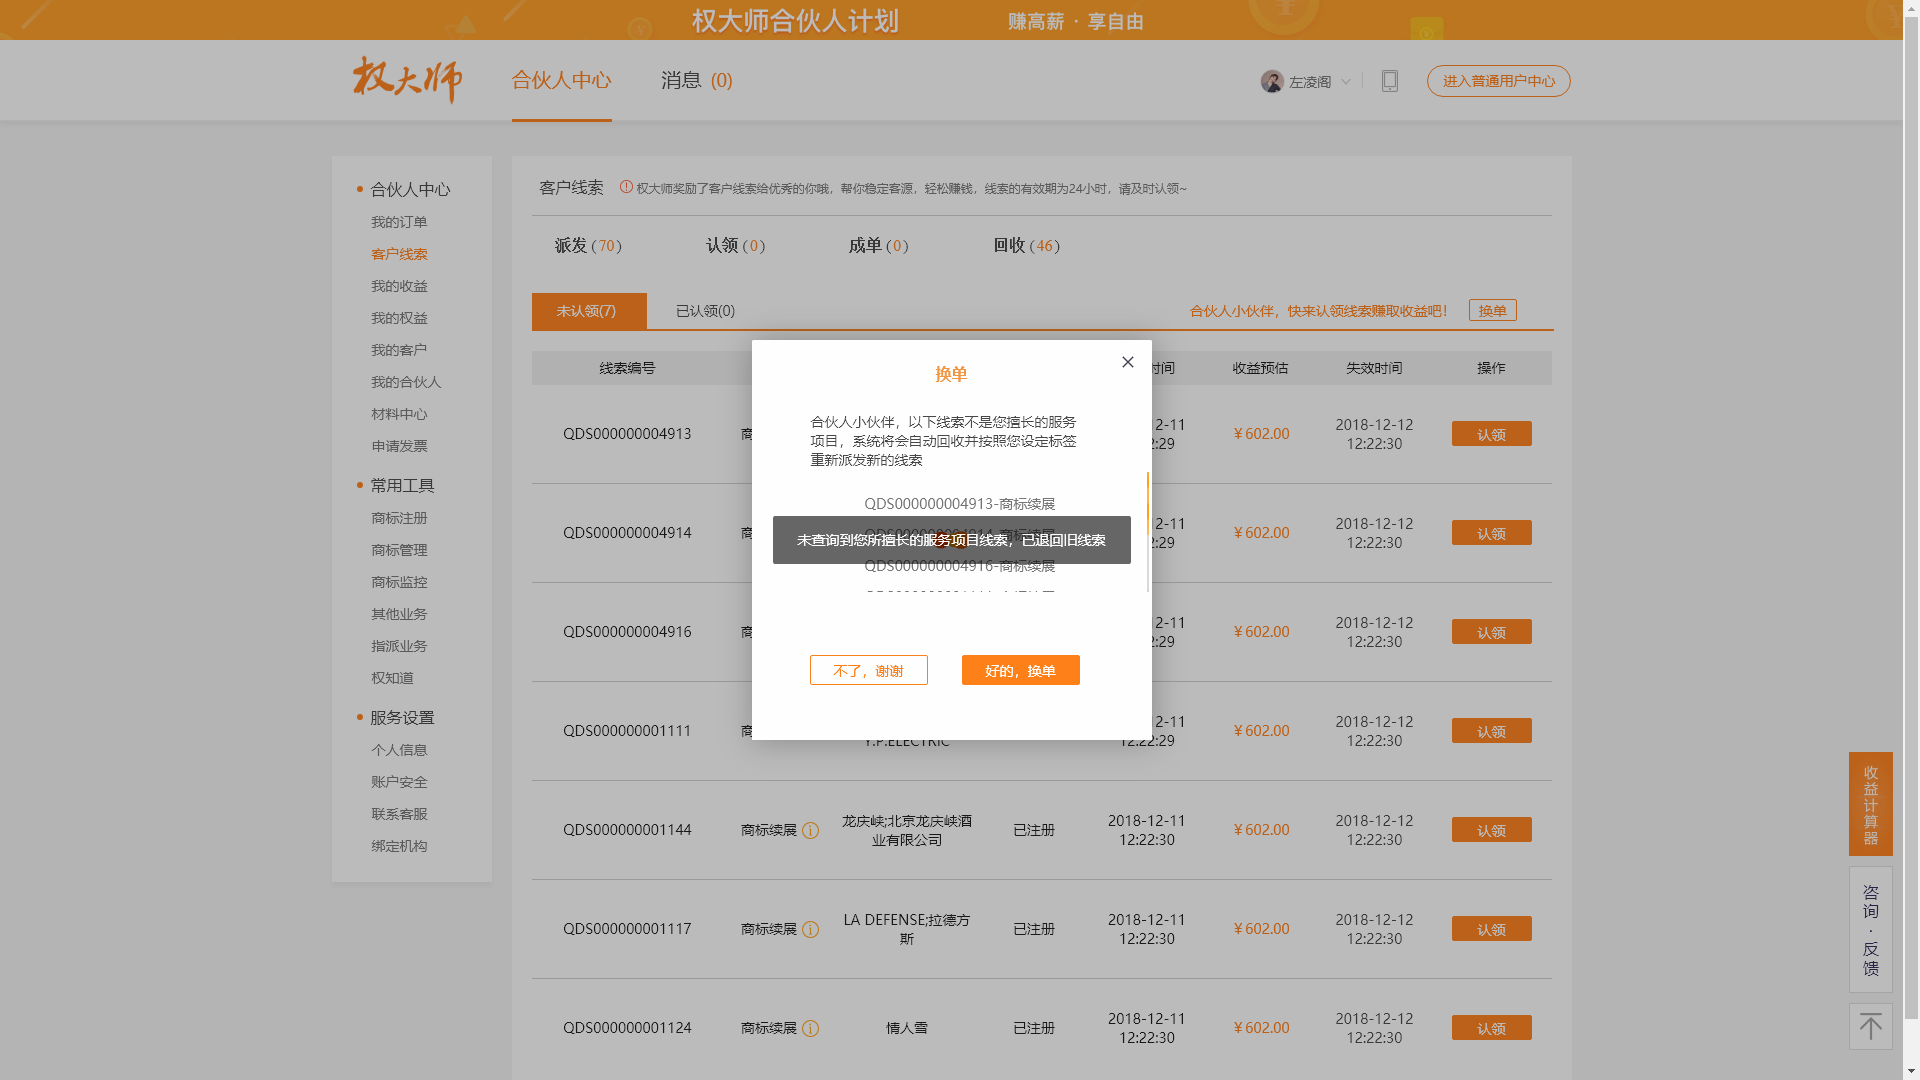 权大师合伙人计划 赚高薪 · 享自由
权大师 合伙人中心 消息 (0) 左凌阁 进入普通用户中心
合伙人中心
我的订单
客户线索
我的收益
我的权益
我的客户
我的合伙人
材料中心
申请发票
常用工具
商标注册
商标管理
商标监控
其他业务
指派业务
权知道
服务设置
个人信息
账户安全
联系客服
绑定机构
客户线索 权大师奖励了客户线索给优秀的你哦，帮你稳定客源，轻松赚钱，线索的有效期为24小时，请及时认领~
派发 (70) 认领 (0) 成单 (0) 回收 (46)
未认领(7) 已认领(0) 合伙人小伙伴，快来认领线索赚取收益吧！ 换单
线索编号 时间 收益预估 失效时间 操作
QDS000000004913 商 2-11 ￥602.00 2018-12-12 认领
2:29 12:22:30
QDS000000004914 商 2-11 ￥602.00 2018-12-12 认领
2:29 12:22:30
QDS000000004916 商 2-11 ￥602.00 2018-12-12 认领
2:29 12:22:30
QDS000000001111 商 2-11 ￥602.00 2018-12-12 认领
Y.P.ELECTRIC 12:22:29 12:22:30
QDS000000001144 商标续展 龙庆峡;北京龙庆峡酒 已注册 2018-12-11 ￥602.00 2018-12-12 认领
业有限公司 12:22:30 12:22:30
QDS000000001117 商标续展 LA DEFENSE;拉德方 已注册 2018-12-11 ￥602.00 2018-12-12 认领
斯 12:22:30 12:22:30
QDS000000001124 商标续展 情人雪 已注册 2018-12-11 ￥602.00 2018-12-12 认领
12:22:30 12:22:30
换单
合伙人小伙伴，以下线索不是您擅长的服务
项目，系统将会自动回收并按照您设定标签
重新派发新的线索
QDS000000004913-商标续展
QDS000000004914-商标续展
未查询到您所擅长的服务项目线索，已退回旧线索
QDS000000004916-商标续展
不了，谢谢 好的，换单
收益计算器
咨询·反馈